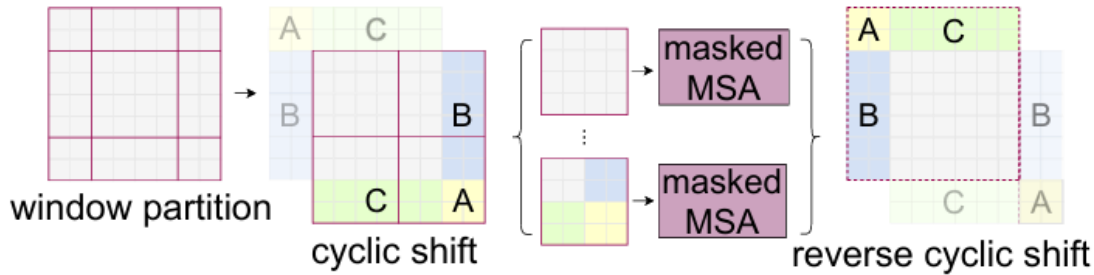 A C
B
B
C A
window partition
cyclic shift
masked
MSA
masked
MSA
A C
B
B
C A
reverse cyclic shift